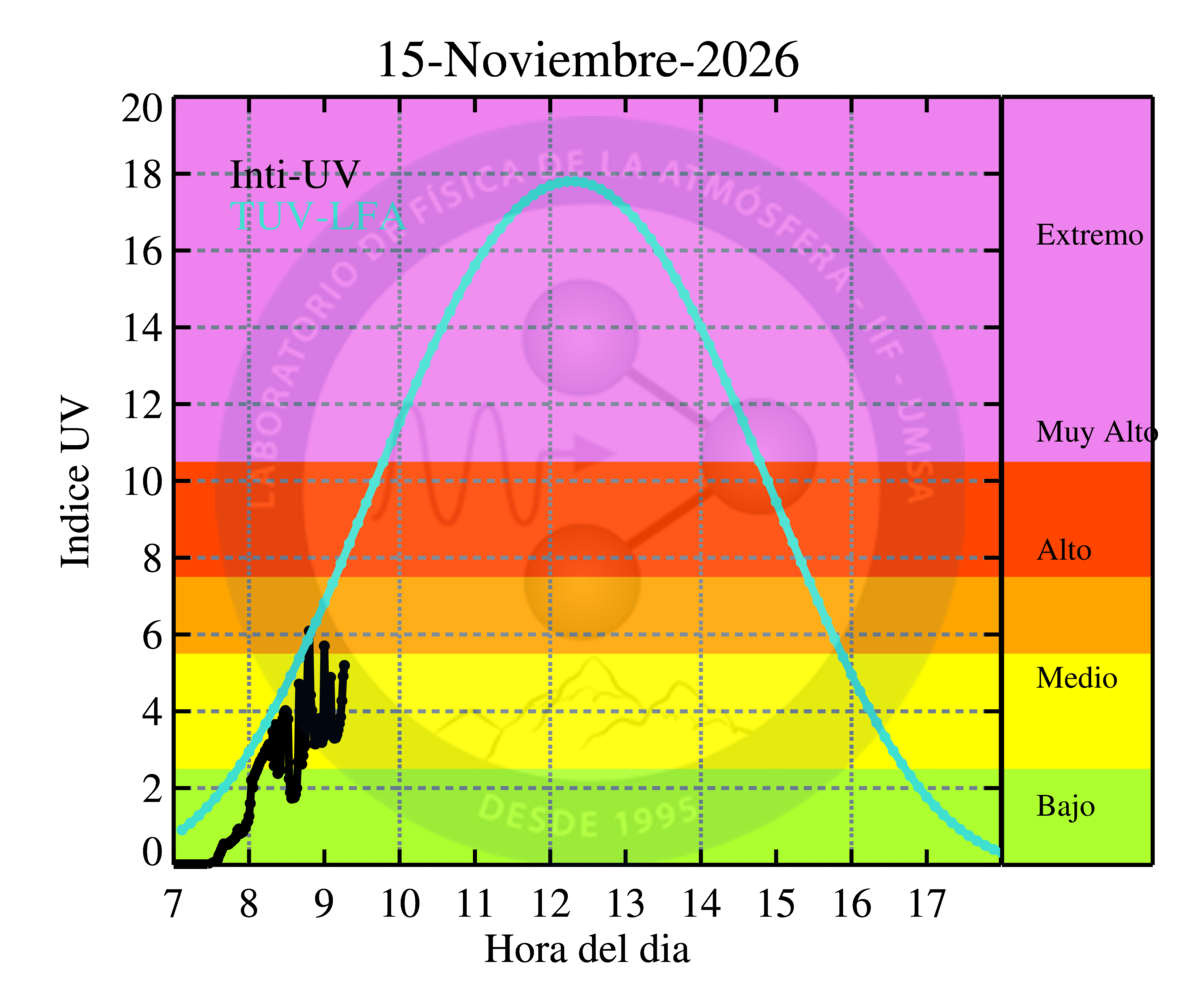 15-Noviembre-2026
Inti-UV
TUV-LFA
LABORATORIO DE FÍSICA DE LA ATMÓSFERA - IIF - UMSA
DESDE 1995
Indice UV
20
18
16
14
12
10
8
6
4
2
0
Extremo
Muy Alto
Alto
Medio
Bajo
7 8 9 10 11 12 13 14 15 16 17
Hora del dia